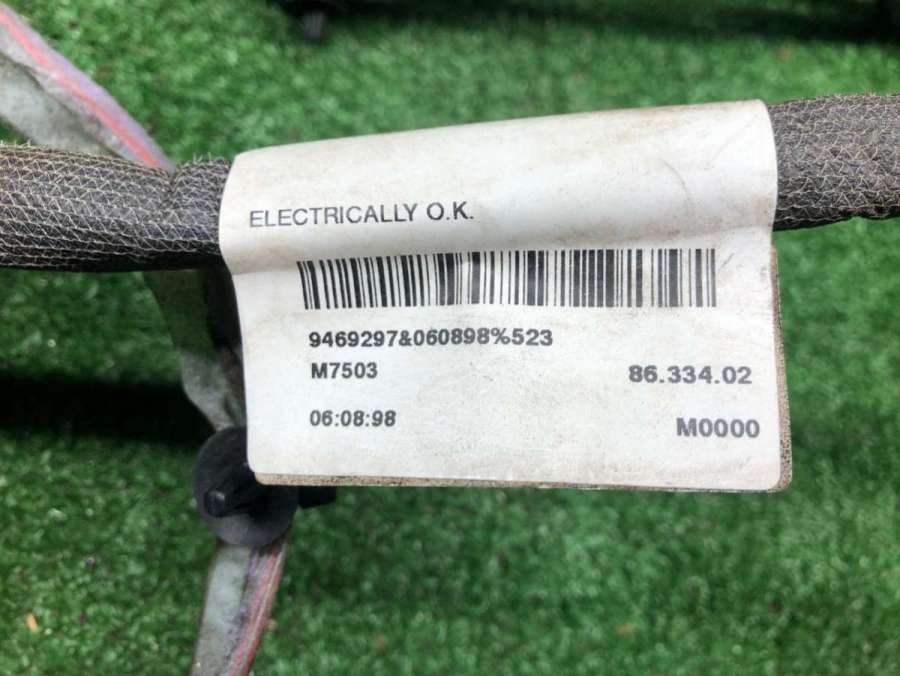 ELECTRICALLY O.K.
9469297&060898%523
M7503 86.334.02
06:08:98 M0000